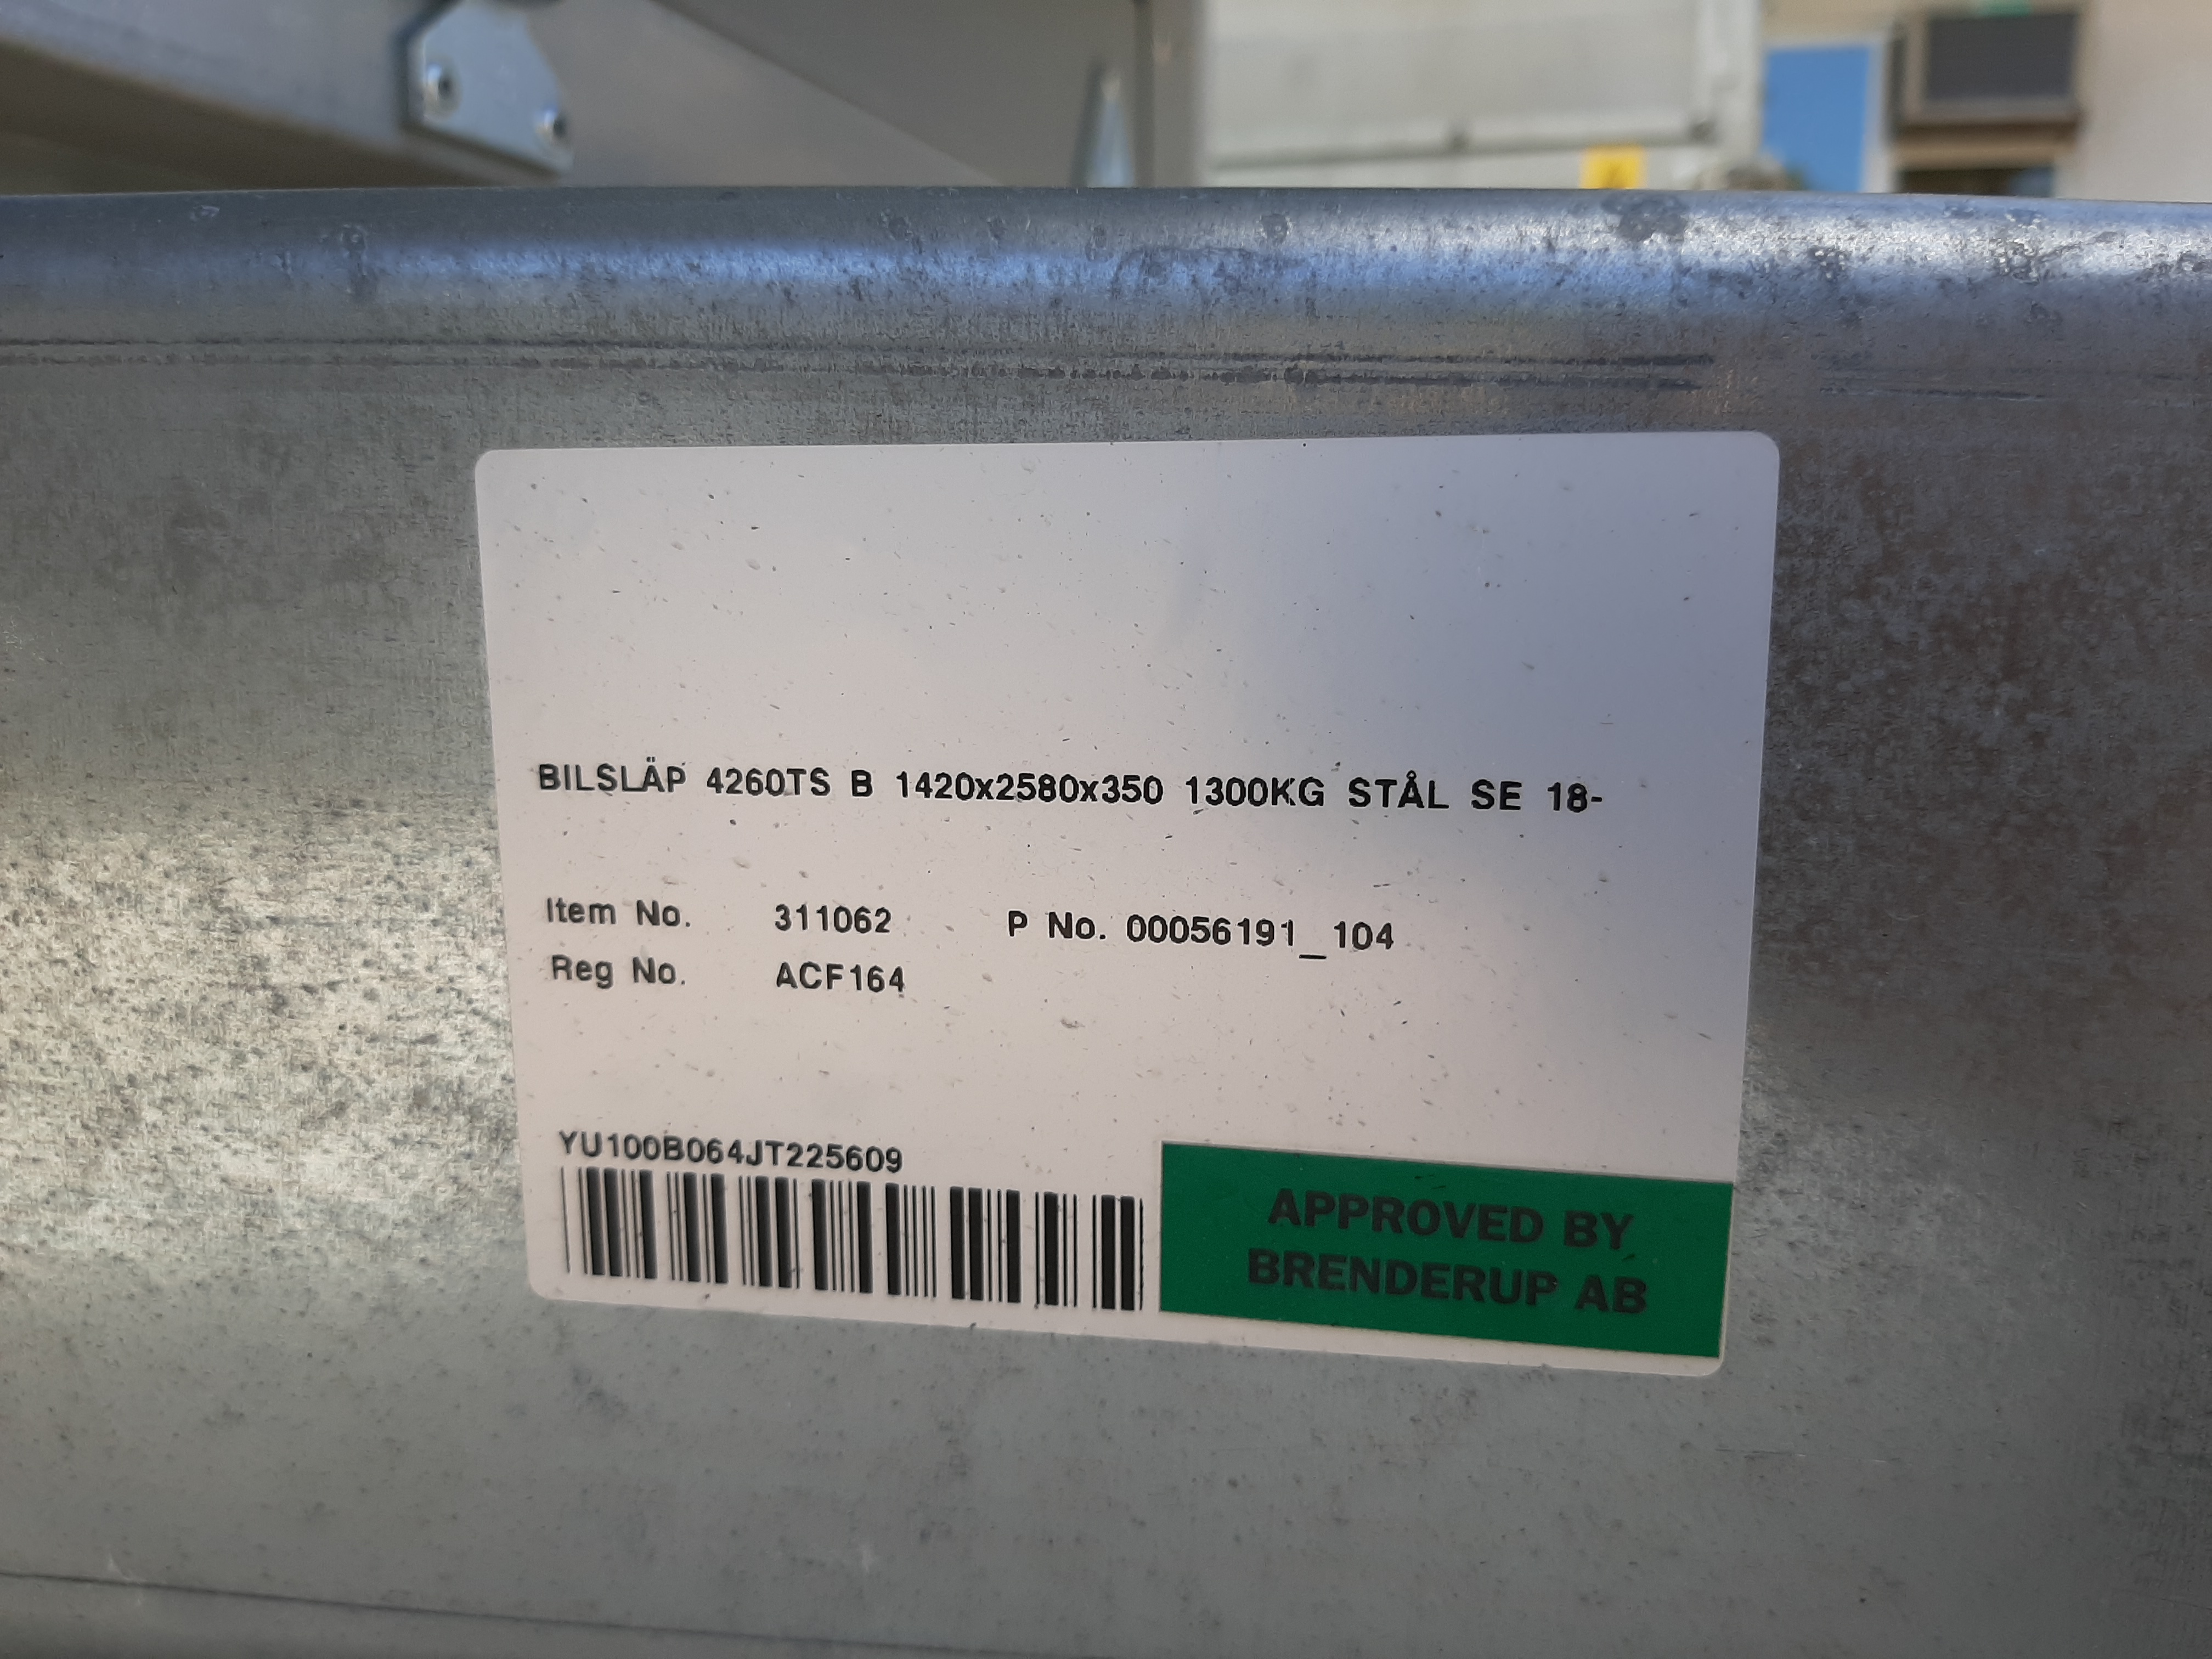 BILSLÄP 4260TS B 1420x2580x350 1300KG STÅL SE 18-
Item No. 311062 P No. 00056191_104
Reg No. ACF164
YU100B064JT225609
APPROVED BY
BRENDERUP AB